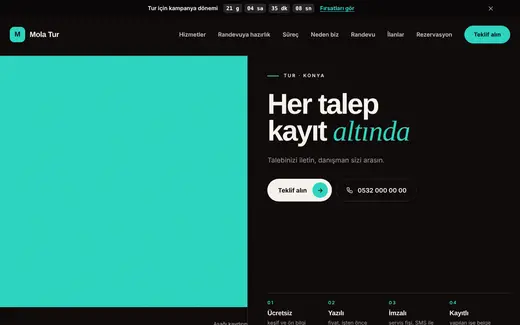 Tur için kampanya dönemi 21 g 04 sa 35 dk 08 sn Fırsatları gör
M Mola Tur Hizmetler Randevuya hazırlık Süreç Neden biz Randevu İlanlar Rezervasyon Teklif alın
TUR · KONYA
Her talep
kayıt altında
Talebinizi iletin, danışman sizi arasın.
Teklif alın → 0532 000 00 00
01 02 03 04
Ücretsiz Yazılı İmzalı Kayıtlı
keşif ve ön bilgi fiyat, işten önce servis fişi, SMS ile yapılan işe belge